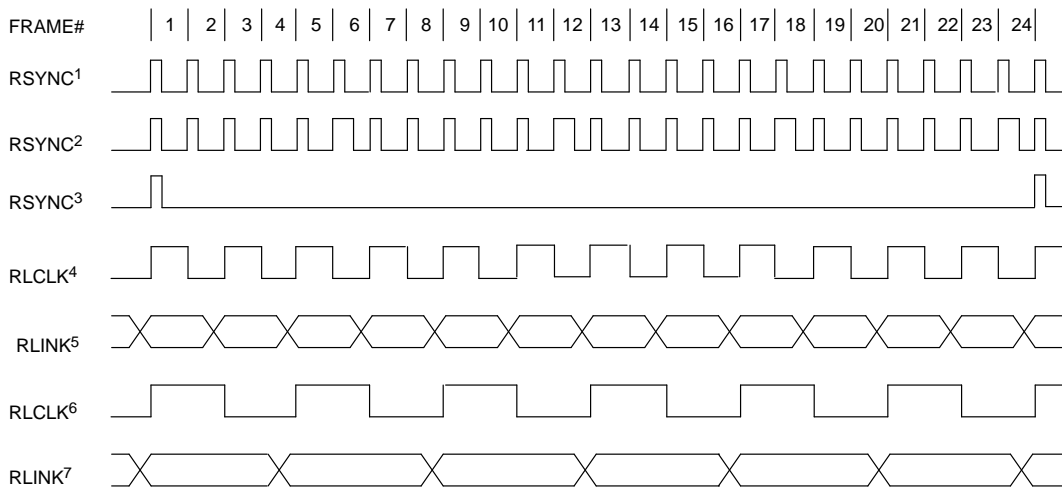 FRAME# 1 2 3 4 5 6 7 8 9 10 11 12 13 14 15 16 17 18 20 21 22 23 24
RSYNC1
RSYNC2
RSYNC3
RLCLK4
RLINK5
RLCLK6
RLINK7